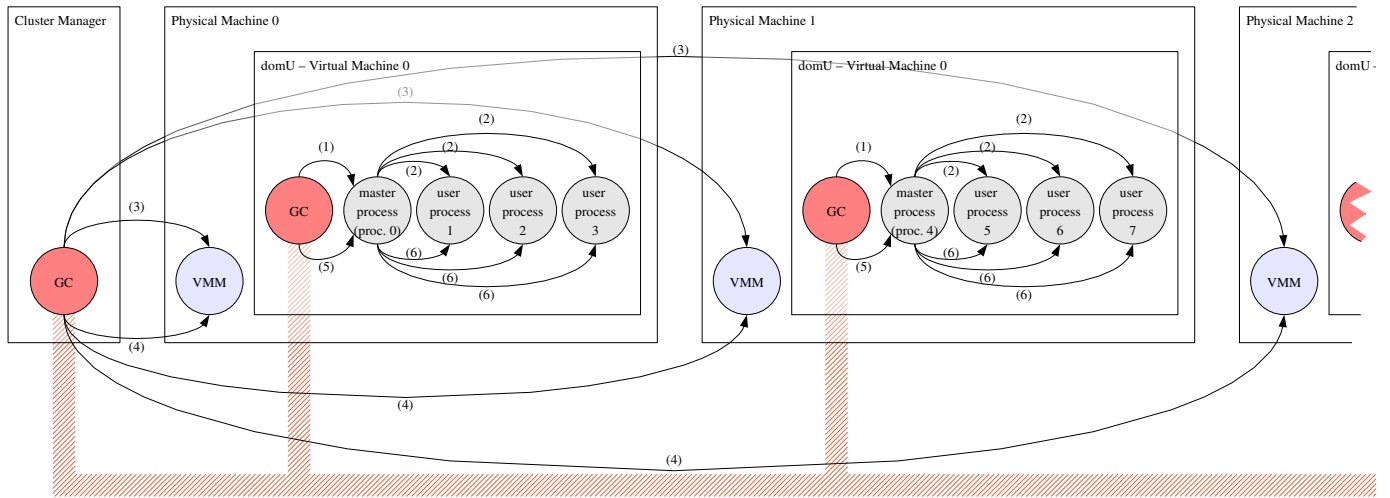 Cluster Manager
Physical Machine 0
Physical Machine 1
Physical Machine 2
domU – Virtual Machine 0
domU – Virtual Machine 0
domU –
(3)
(3)
(2)
(2)
(1)
(2)
(2)
(1)
(2)
(2)
GC
master
process
(proc. 0)
user
process
1
user
process
2
user
process
3
GC
master
process
(proc. 4)
user
process
5
user
process
6
user
process
7
(3)
(5)
(6)
(6)
(6)
(5)
(6)
(6)
(6)
GC
VMM
VMM
VMM
(4)
(4)
(4)